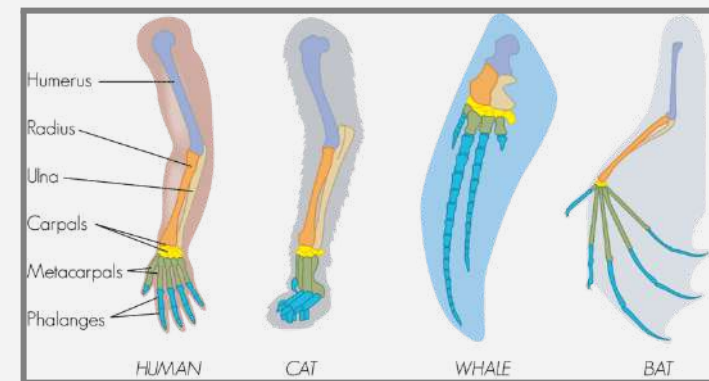 Humerus
Radius
Ulna
Carpals
Metacarpals
Phalanges
HUMAN CAT WHALE BAT